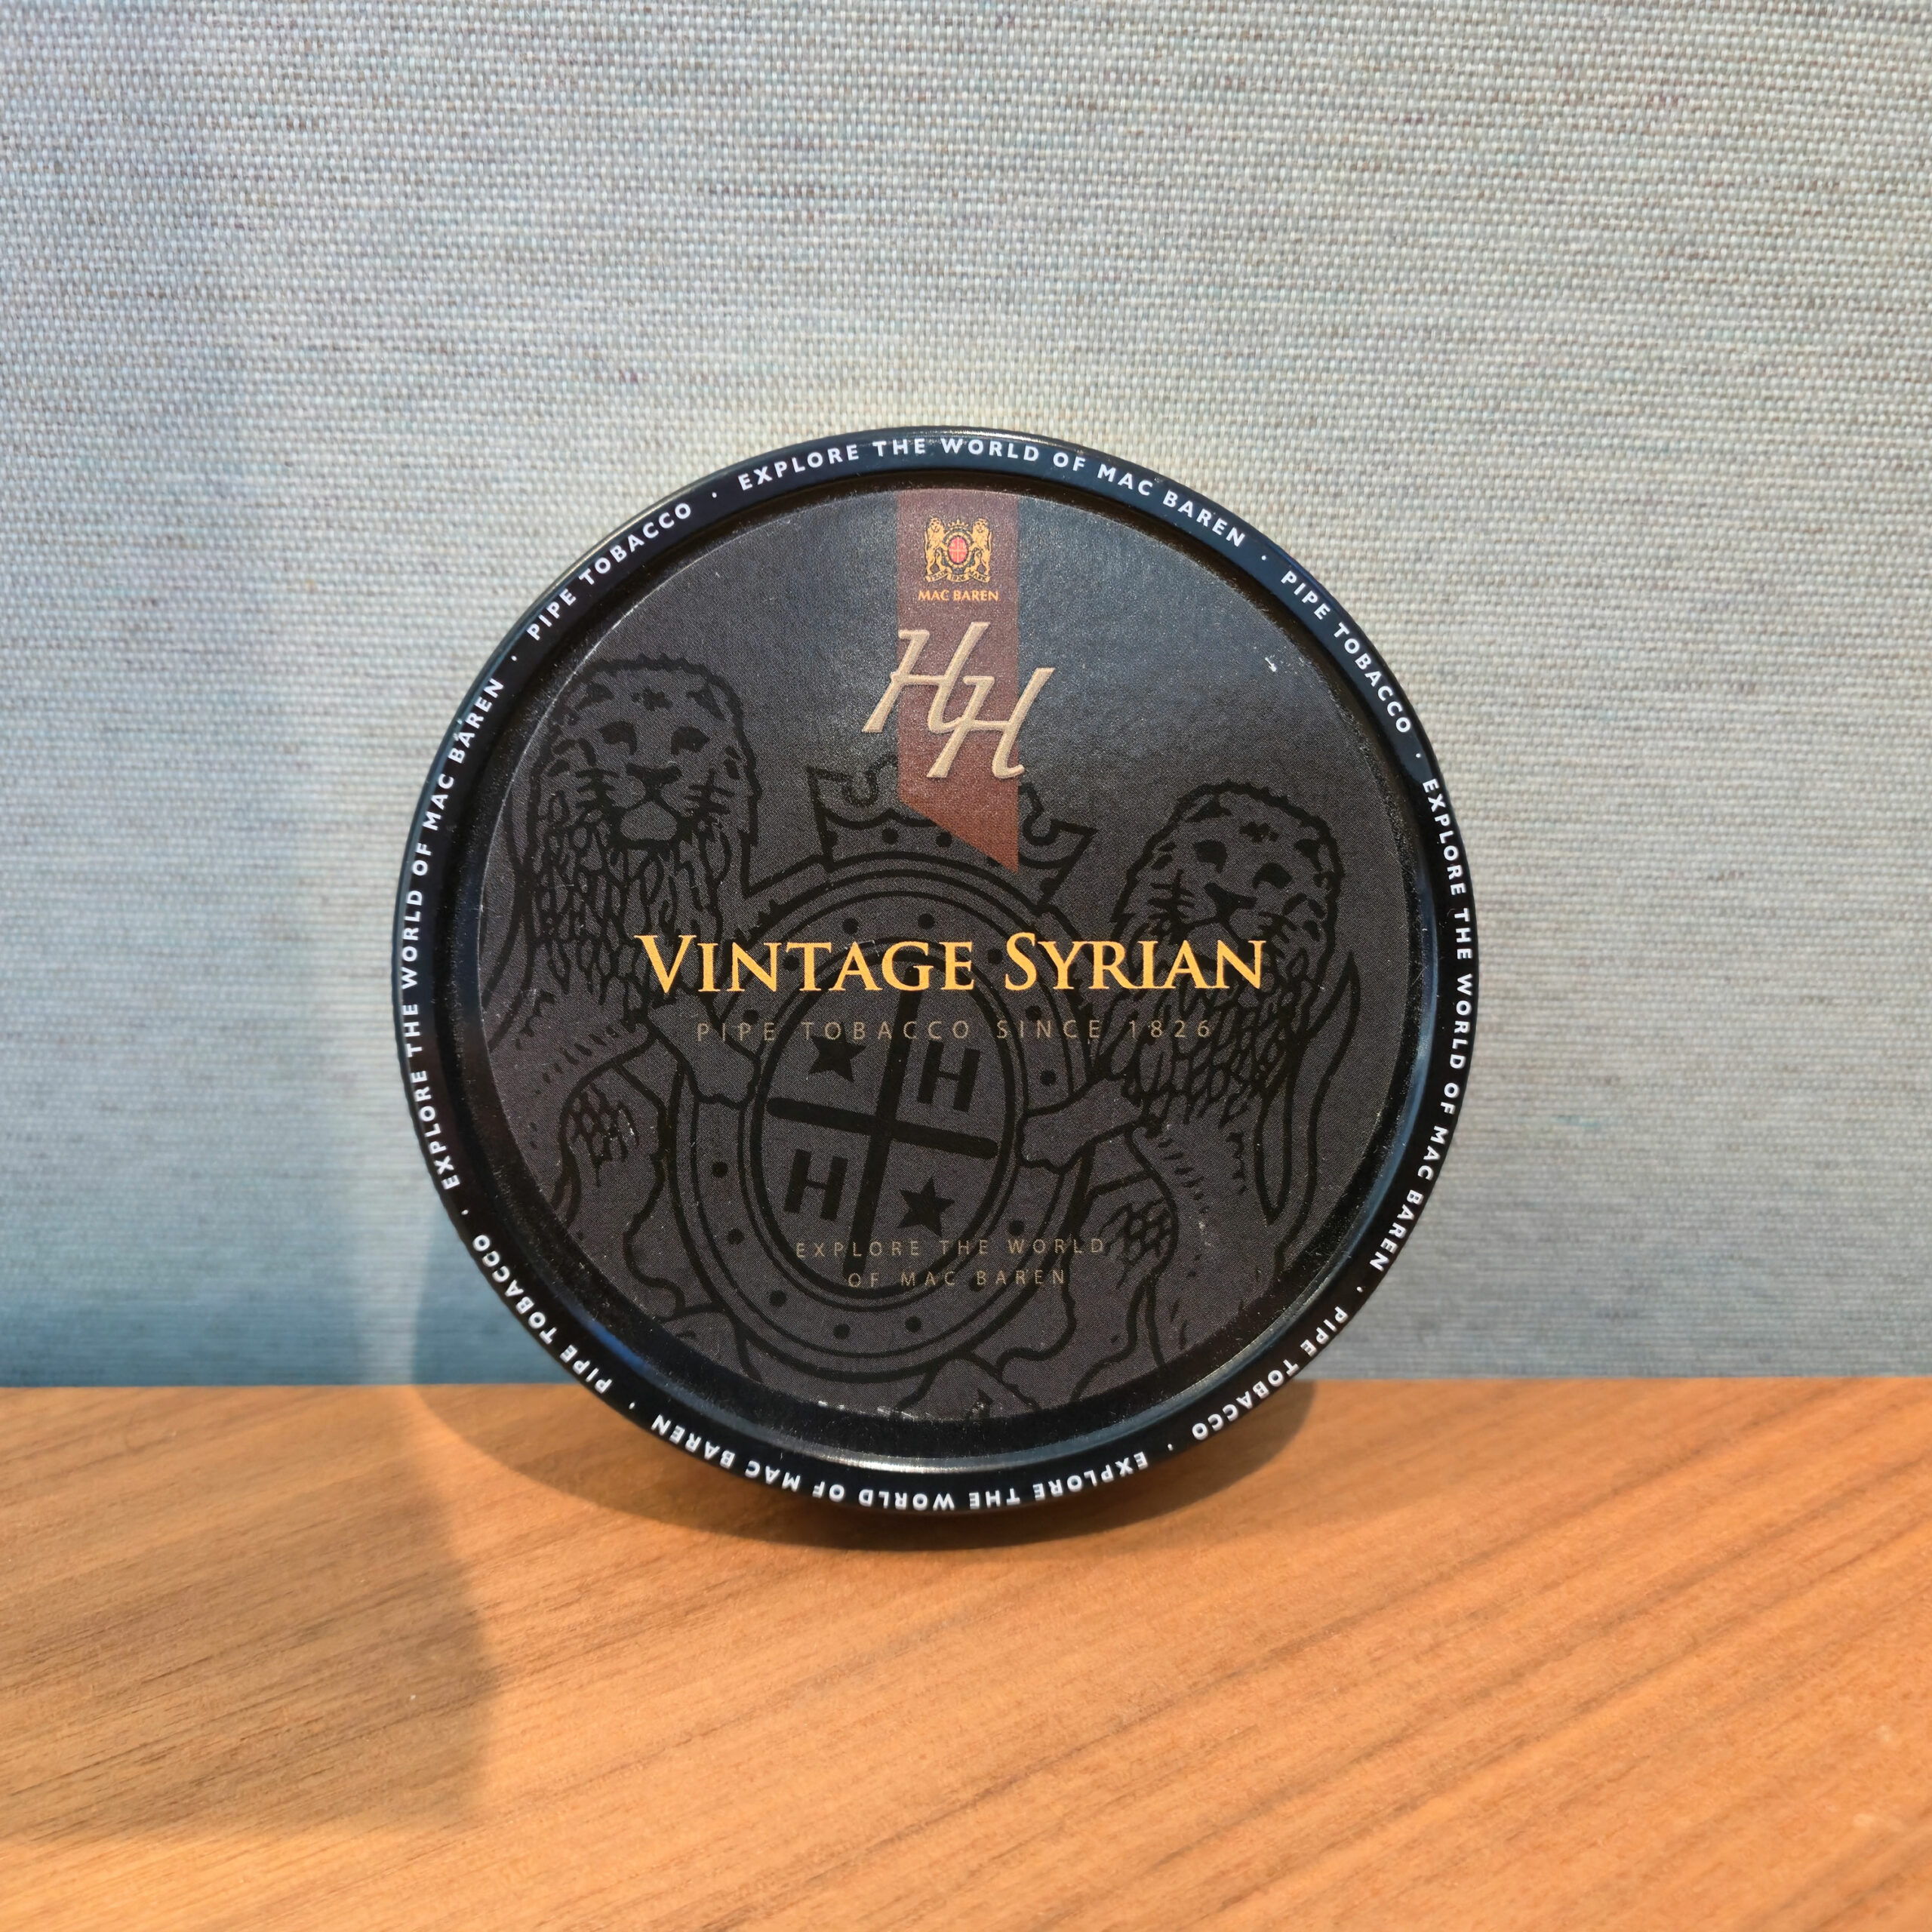 EXPLORE THE WORLD OF MAC BAREN · PIPE TOBACCO · EXPLORE THE WORLD OF MAC BAREN · PIPE TOBACCO · EXPLORE THE WORLD OF MAC BAREN · PIPE TOBACCO · EXPLORE THE WORLD OF MAC BAREN · PIPE TOBACCO ·
MAC BAREN
HH
VINTAGE SYRIAN
PIPE TOBACCO SINCE 1826
H
H
EXPLORE THE WORLD
OF MAC BAREN